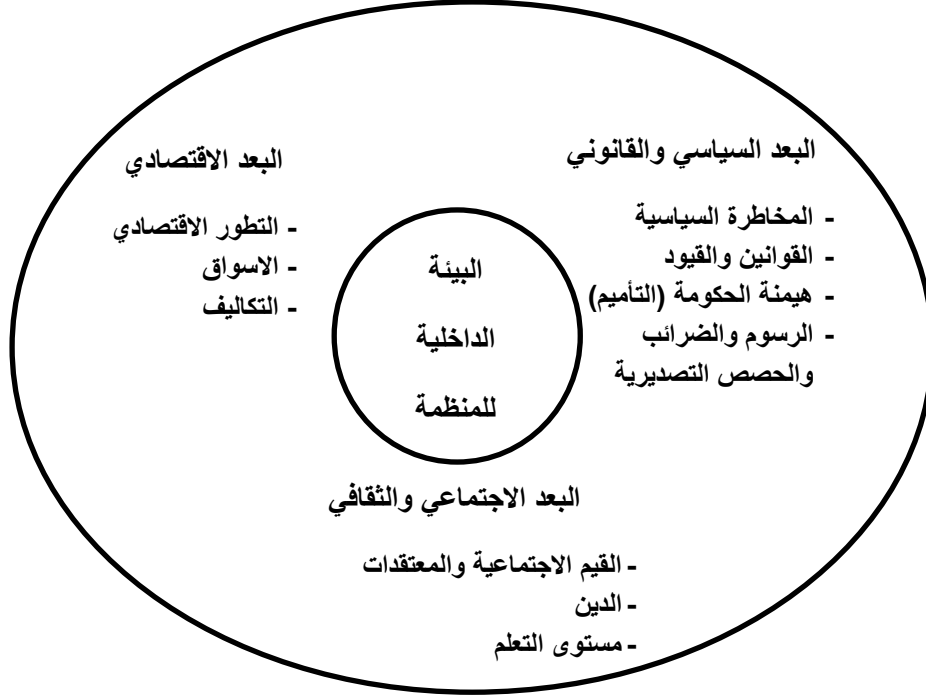 البعد السياسي والقانوني
- المخاطرة السياسية
- القوانين والقيود
- هيمنة الحكومة (التأميم)
- الرسوم والضرائب
والحصص التصديرية
البعد الاقتصادي
- التطور الاقتصادي
- الاسواق
- التكاليف
البيئة
الداخلية
للمنظمة
البعد الاجتماعي والثقافي
- القيم الاجتماعية والمعتقدات
- الدين
- مستوى التعلم